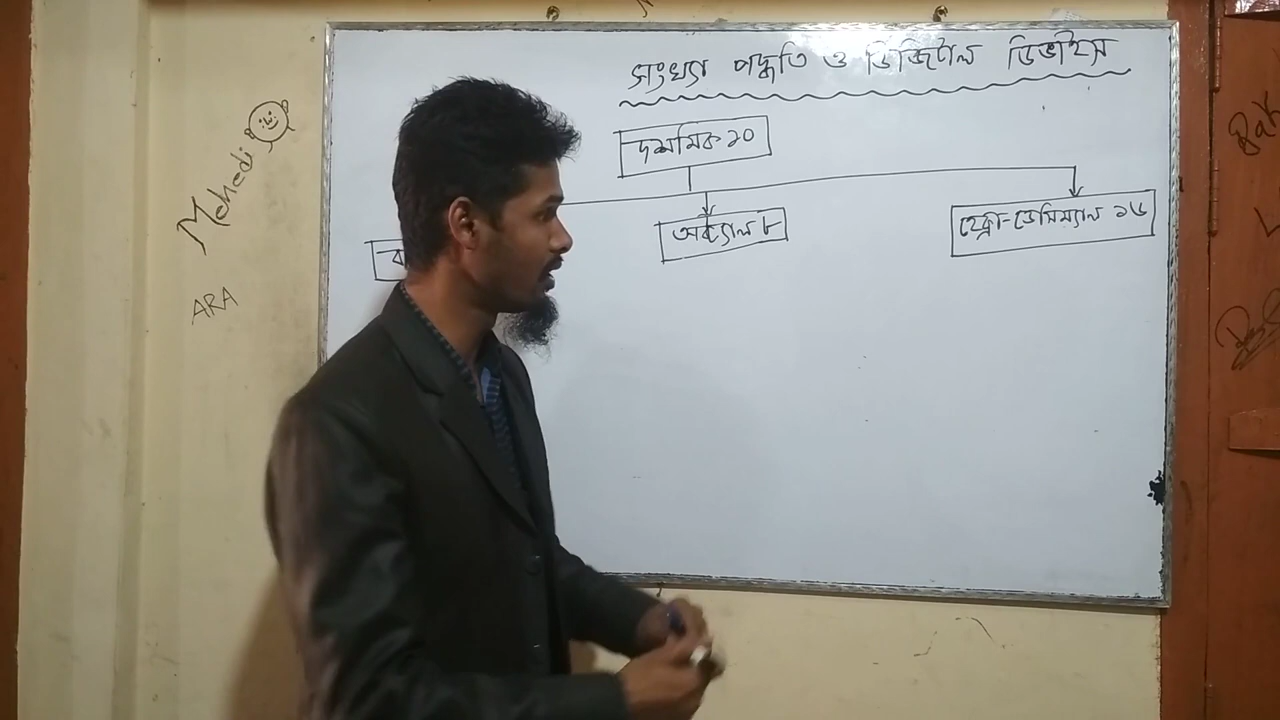 সংখ্যা পদ্ধতি ও ডিজিটাল ডিভাইস
দশমিক ১০
অক্ট্যাল ৮
হেক্সা-ডেসিম্যাল ১৬
Mehedi
ARA